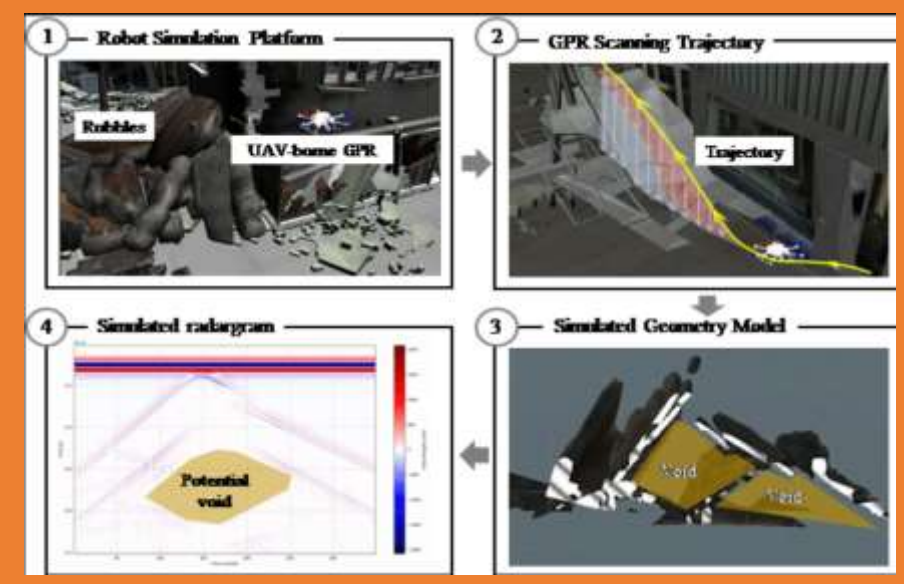 1
Robot Simulation Platform
Rubbles
UAV-borne GPR
2
GPR Scanning Trajectory
Trajectory
4
Simulated radargram
Potential
void
3
Simulated Geometry Model
Void
Void